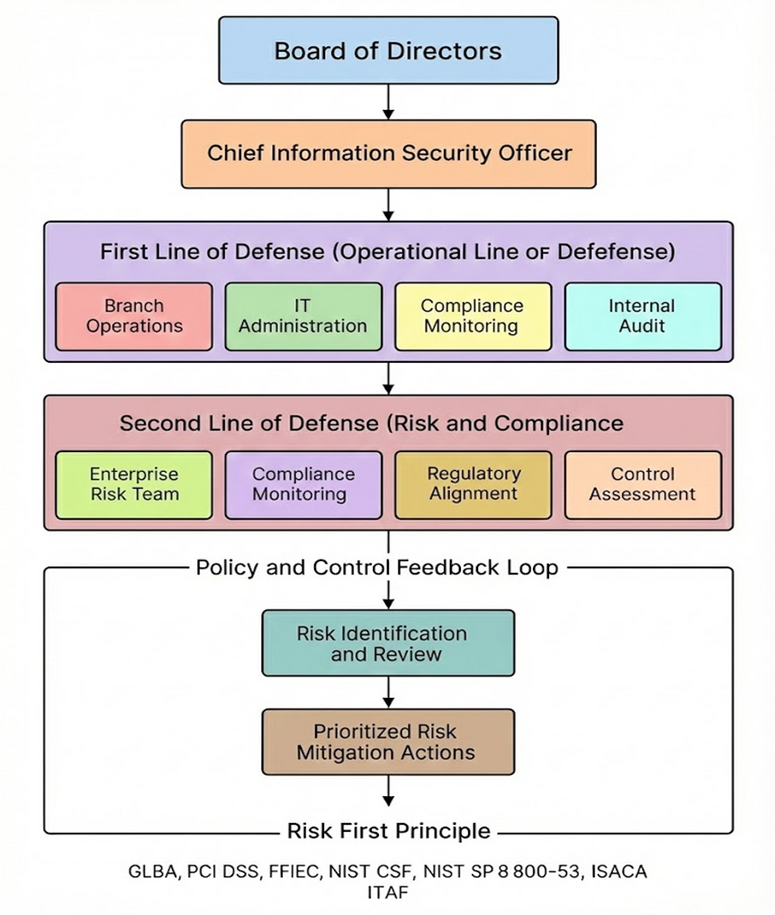 Board of Directors
Chief Information Security Officer
First Line of Defense (Operational Line oF Defefense)
Branch
Operations
IT
Administration
Compliance
Monitoring
Internal
Audit
Second Line of Defense (Risk and Compliance
Enterprise
Risk Team
Compliance
Monitoring
Regulatory
Alignment
Control
Assessment
Policy and Control Feedback Loop
Risk Identification
and Review
Prioritized Risk
Mitigation Actions
Risk First Principle
GLBA, PCI DSS, FFIEC, NIST CSF, NIST SP 8 800-53, ISACA
ITAF